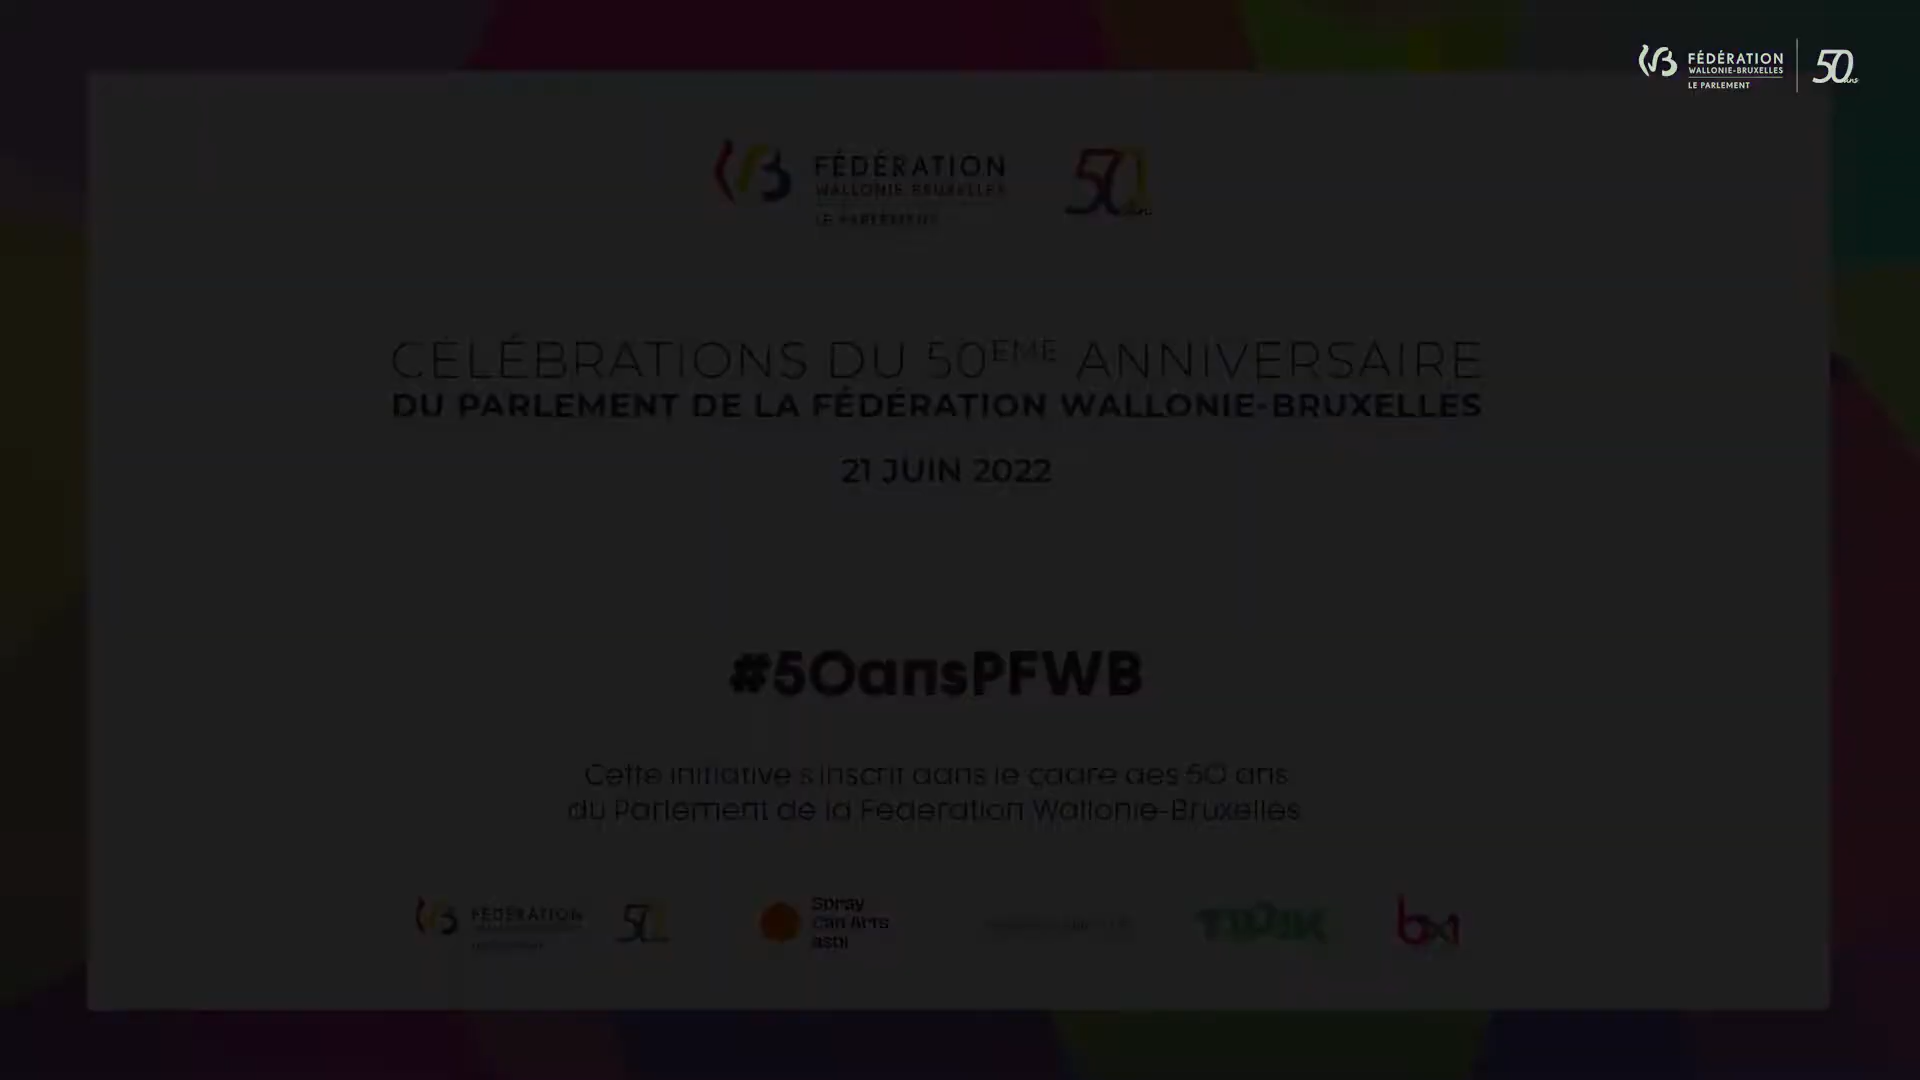 FÉDÉRATION
WALLONIE-BRUXELLES
LE PARLEMENT
50 ans
FÉDÉRATION
WALLONIE-BRUXELLES
LE PARLEMENT
50 ans
CÉLÉBRATIONS DU 50ÈME ANNIVERSAIRE
DU PARLEMENT DE LA FÉDÉRATION WALLONIE-BRUXELLES
21 JUIN 2022
#50ansPFWB
Cette initiative s'inscrit dans le cadre des 50 ans
du Parlement de la Fédération Wallonie-Bruxelles
FÉDÉRATION
50
Spray
Can Arts
asbl
bx1